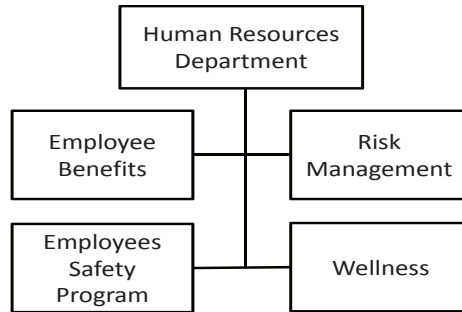 Human Resources
Department
Employee
Benefits
Risk
Management
Employees
Safety
Program
Wellness